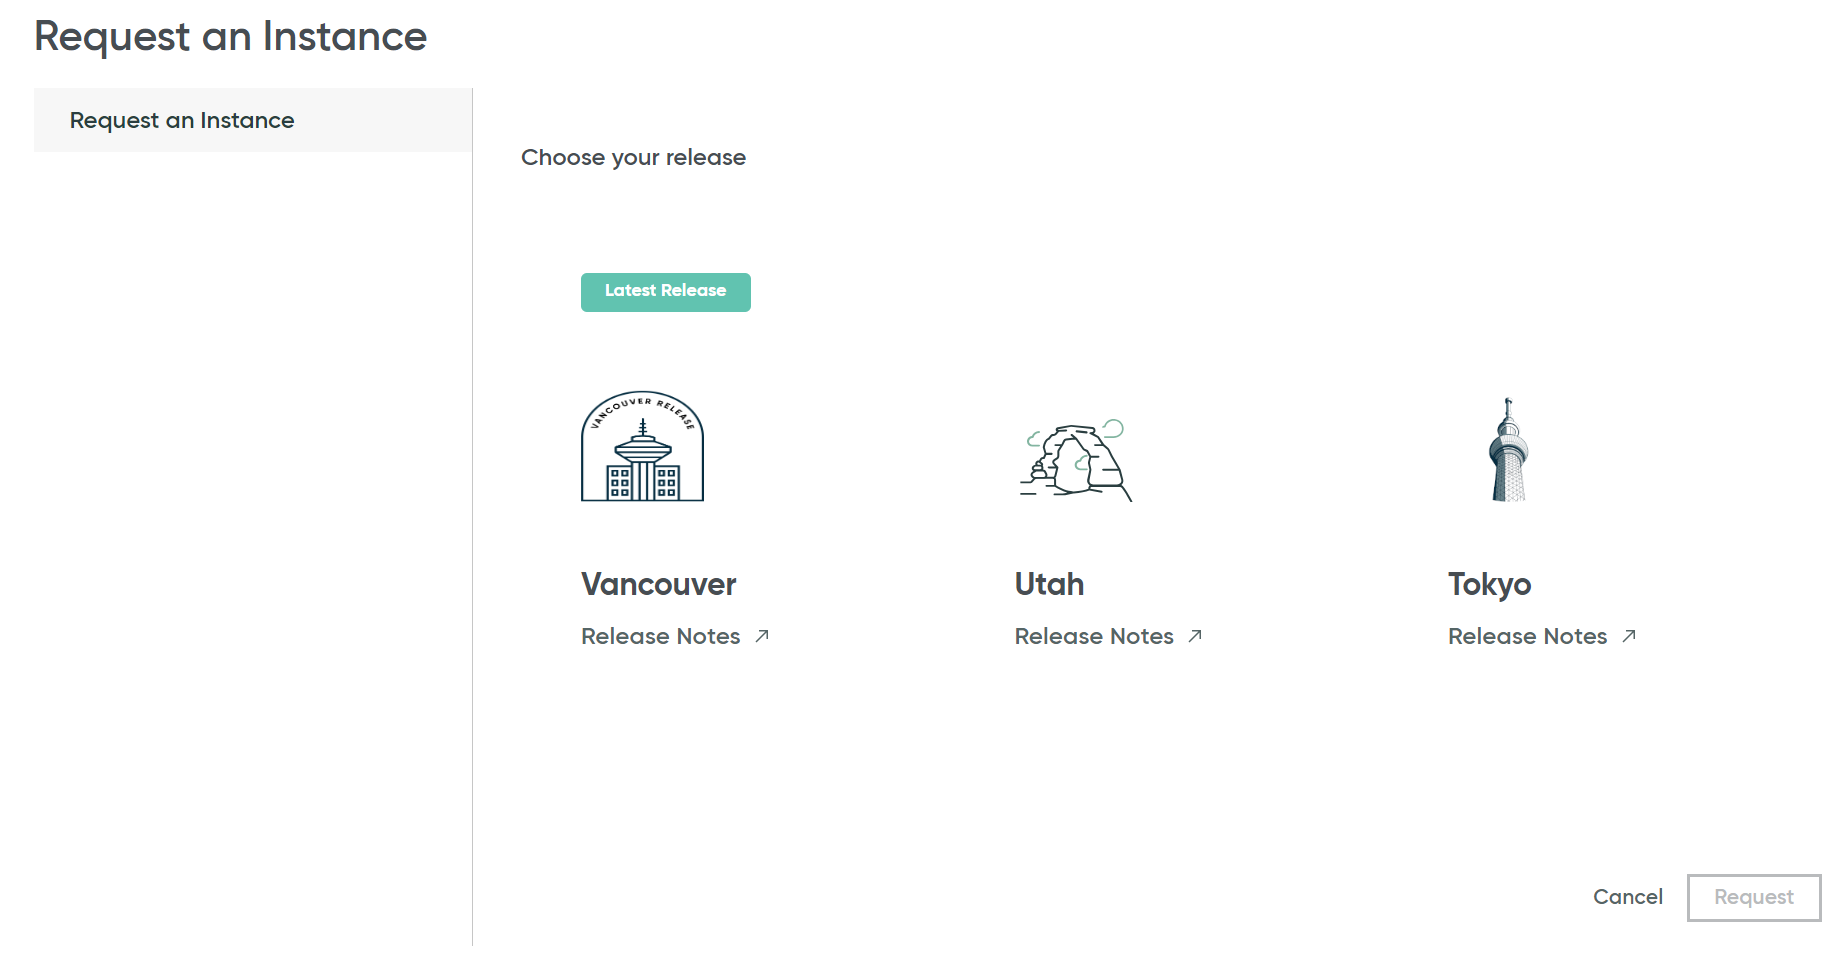 Request an Instance
Request an Instance
Choose your release
Latest Release
VANCOUVER RELEASE
Vancouver
Release Notes
Utah
Release Notes
Tokyo
Release Notes
Cancel
Request